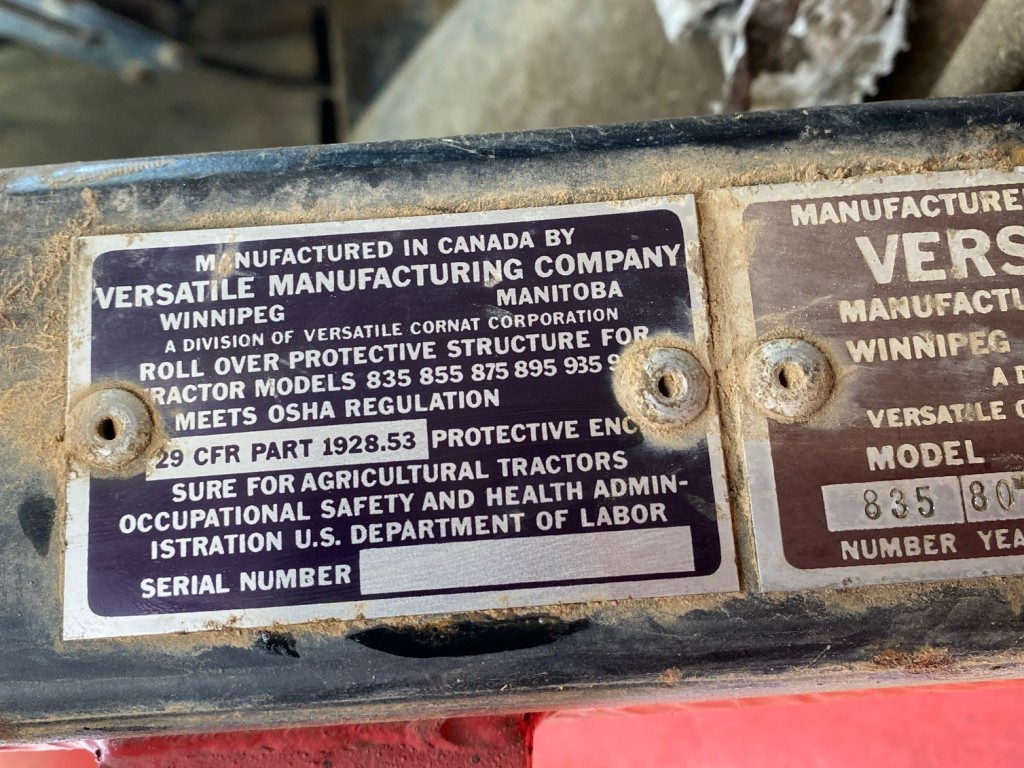 MANUFACTURED IN CANADA BY
VERSATILE MANUFACTURING COMPANY
WINNIPEG MANITOBA
A DIVISION OF VERSATILE CORNAT CORPORATION
ROLL OVER PROTECTIVE STRUCTURE FOR
RACTOR MODELS 835 855 875 895 935 9
MEETS OSHA REGULATION
29 CFR PART 1928.53 PROTECTIVE ENC
SURE FOR AGRICULTURAL TRACTORS
OCCUPATIONAL SAFETY AND HEALTH ADMIN-
ISTRATION U.S. DEPARTMENT OF LABOR
SERIAL NUMBER
MANUFACTURE
VERS
MANUFACTU
WINNIPEG
A D
VERSATILE C
MODEL
835 80
NUMBER YEA